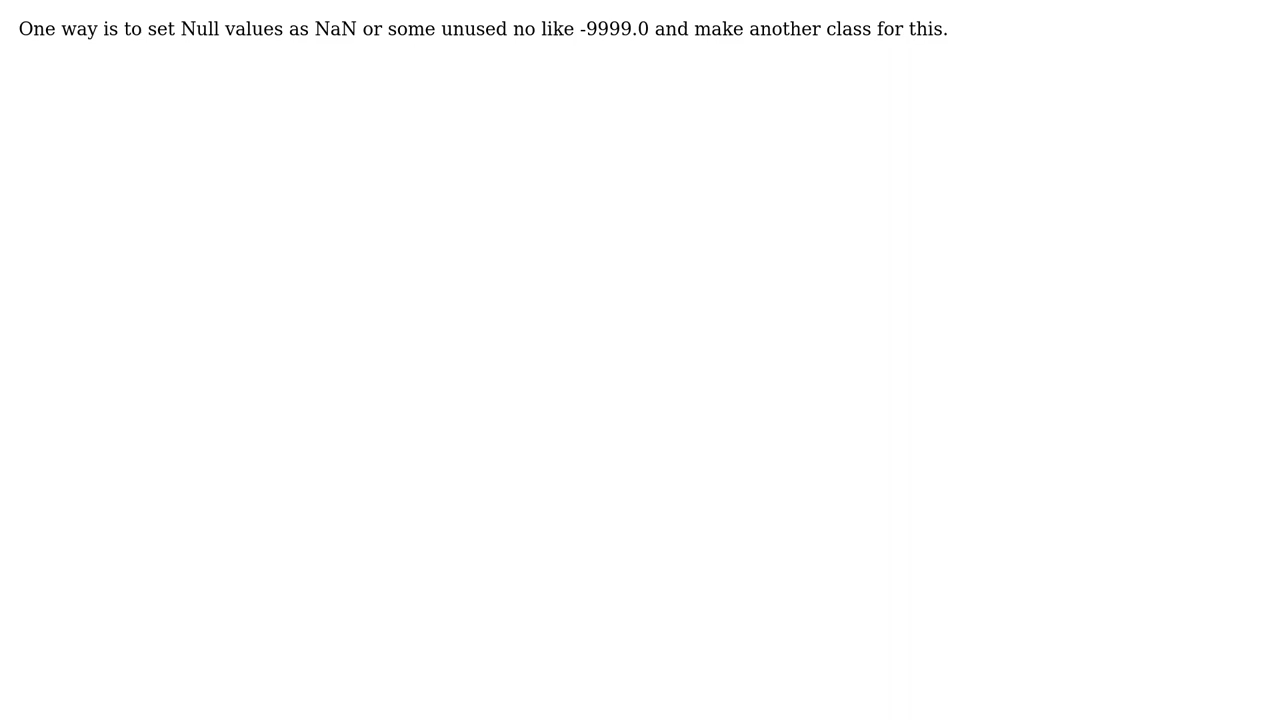 One way is to set Null values as NaN or some unused no like -9999.0 and make another class for this.